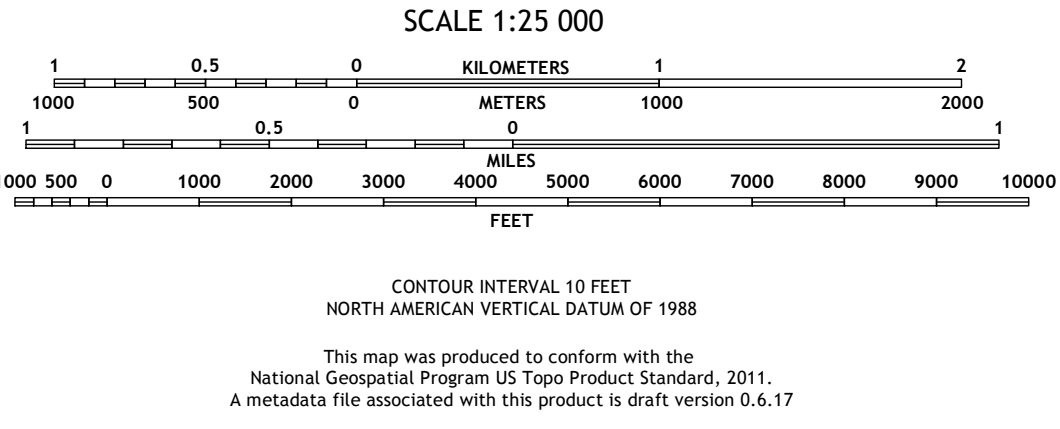 SCALE 1:25 000
1 0.5 0 KILOMETERS 1 2
1000 500 0 METERS 1000 2000
1 0.5 0 1
MILES
000 500 0 1000 2000 3000 4000 5000 6000 7000 8000 9000 10000
FEET
CONTOUR INTERVAL 10 FEET
NORTH AMERICAN VERTICAL DATUM OF 1988
This map was produced to conform with the
National Geospatial Program US Topo Product Standard, 2011.
A metadata file associated with this product is draft version 0.6.17